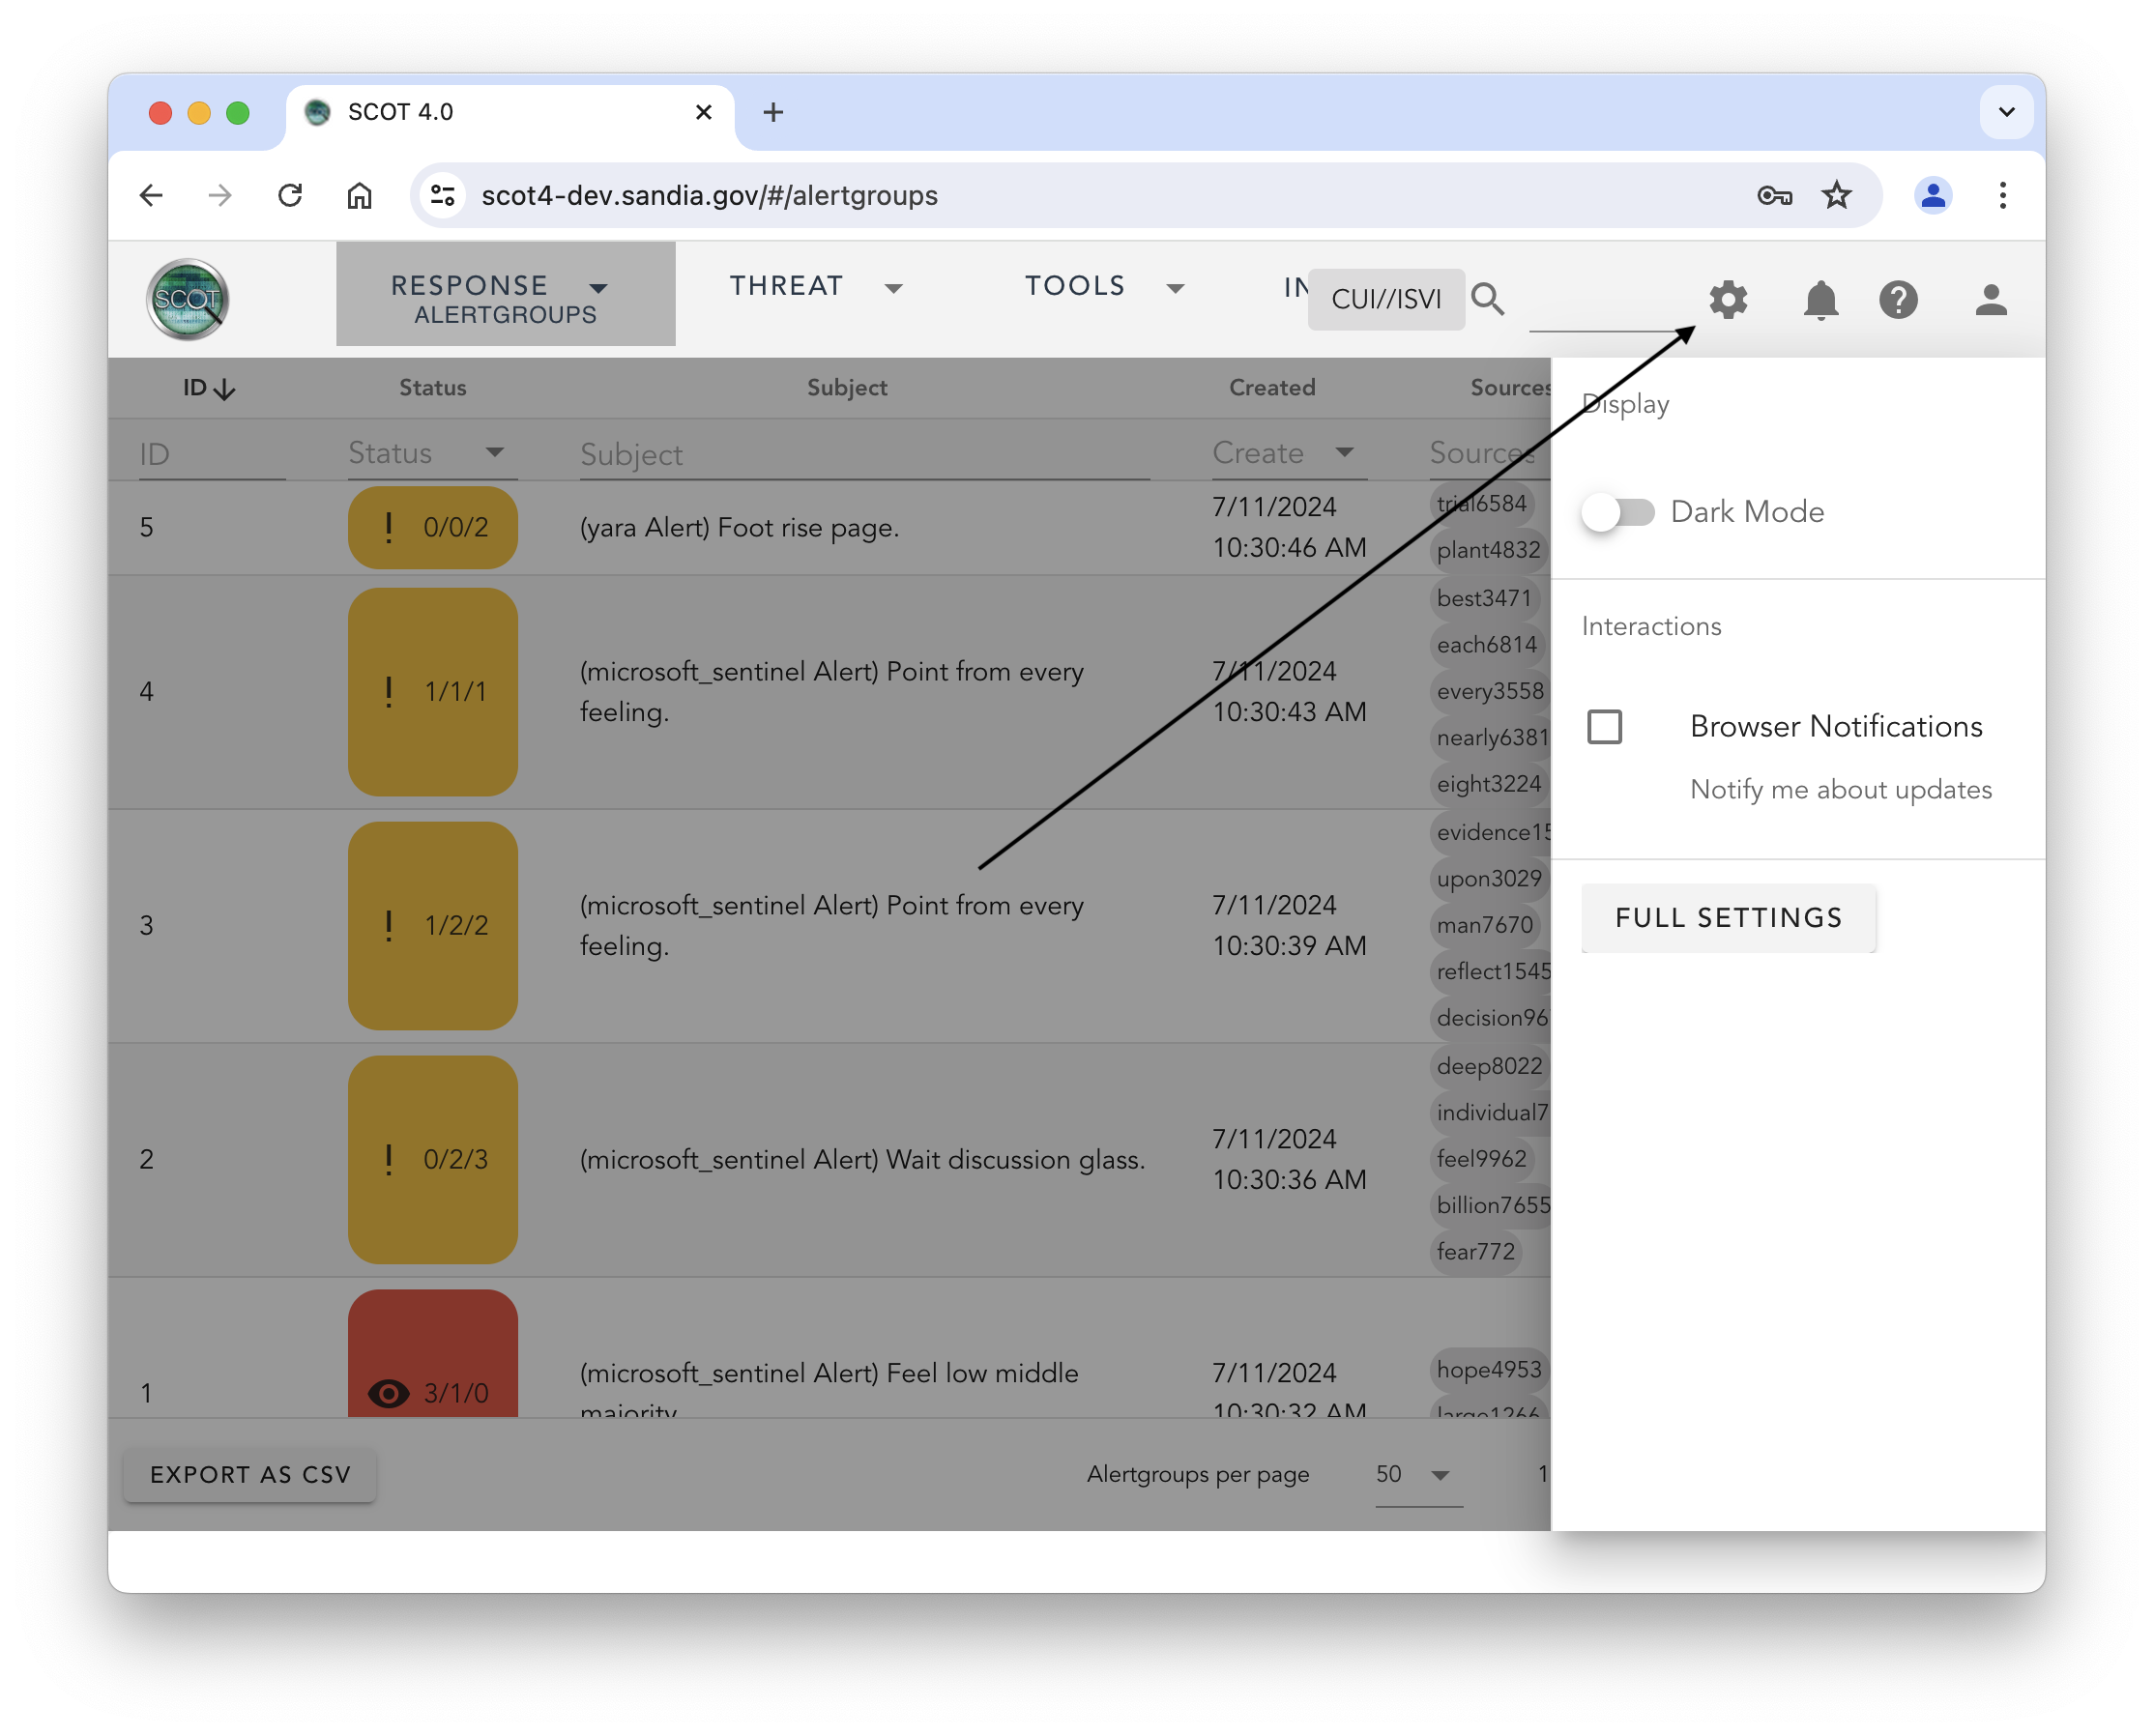 SCOT 4.0
scot4-dev.sandia.gov/#/alertgroups
SCOT
RESPONSE
ALERTGROUPS
THREAT
TOOLS
IN
CUI//ISVI
ID Status Subject Created Sources
ID Status Subject Create Sources
5 ! 0/0/2 (yara Alert) Foot rise page.
7/11/2024
10:30:46 AM
trial6584
plant4832
4 ! 1/1/1 (microsoft_sentinel Alert) Point from every
feeling.
7/11/2024
10:30:43 AM
best3471
each6814
every3558
nearly6381
eight3224
3 ! 1/2/2 (microsoft_sentinel Alert) Point from every
feeling.
7/11/2024
10:30:39 AM
evidence15
upon3029
man7670
reflect1545
decision96
2 ! 0/2/3 (microsoft_sentinel Alert) Wait discussion glass.
7/11/2024
10:30:36 AM
deep8022
individual7
feel9962
billion7655
fear772
1 3/1/0 (microsoft_sentinel Alert) Feel low middle
majority
7/11/2024
10:30:32 AM
hope4953
large1266
EXPORT AS CSV
Alertgroups per page 50 1
Display
Dark Mode
Interactions
Browser Notifications
Notify me about updates
FULL SETTINGS